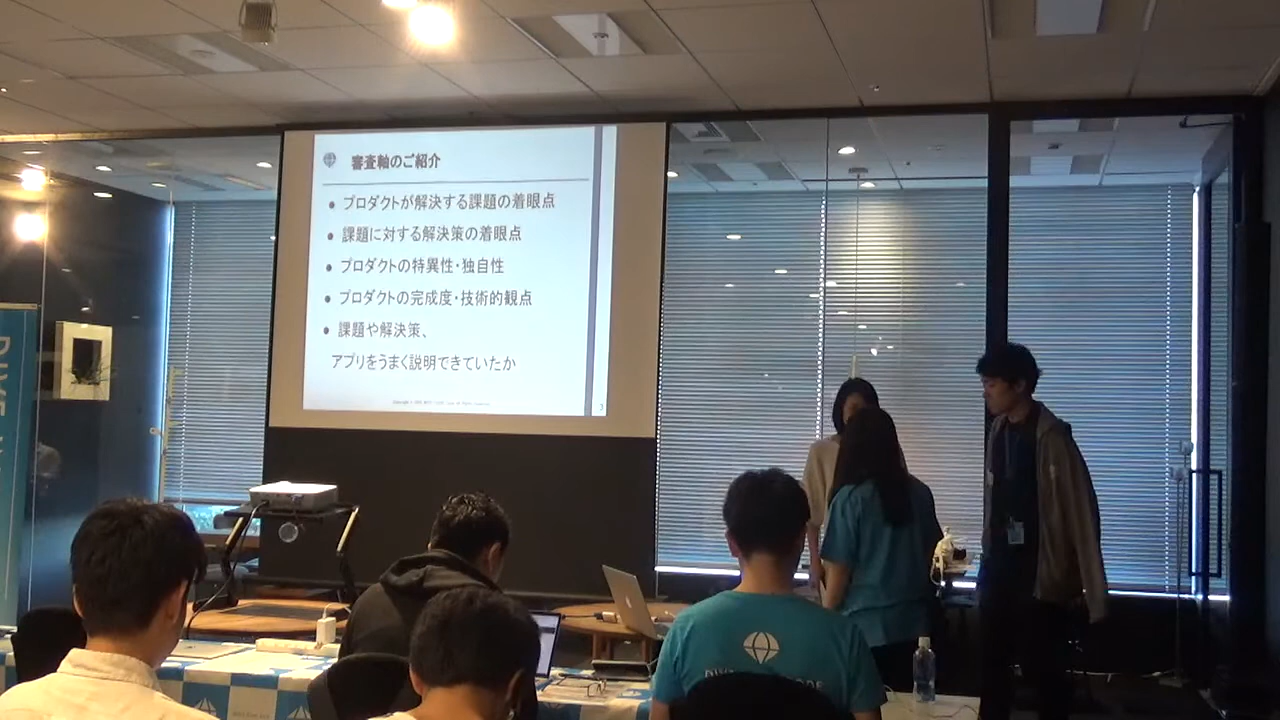 審査軸のご紹介
● プロダクトが解決する課題の着眼点
● 課題に対する解決策の着眼点
● プロダクトの特異性・独自性
● プロダクトの完成度・技術的観点
● 課題や解決策、
アプリをうまく説明できていたか
3